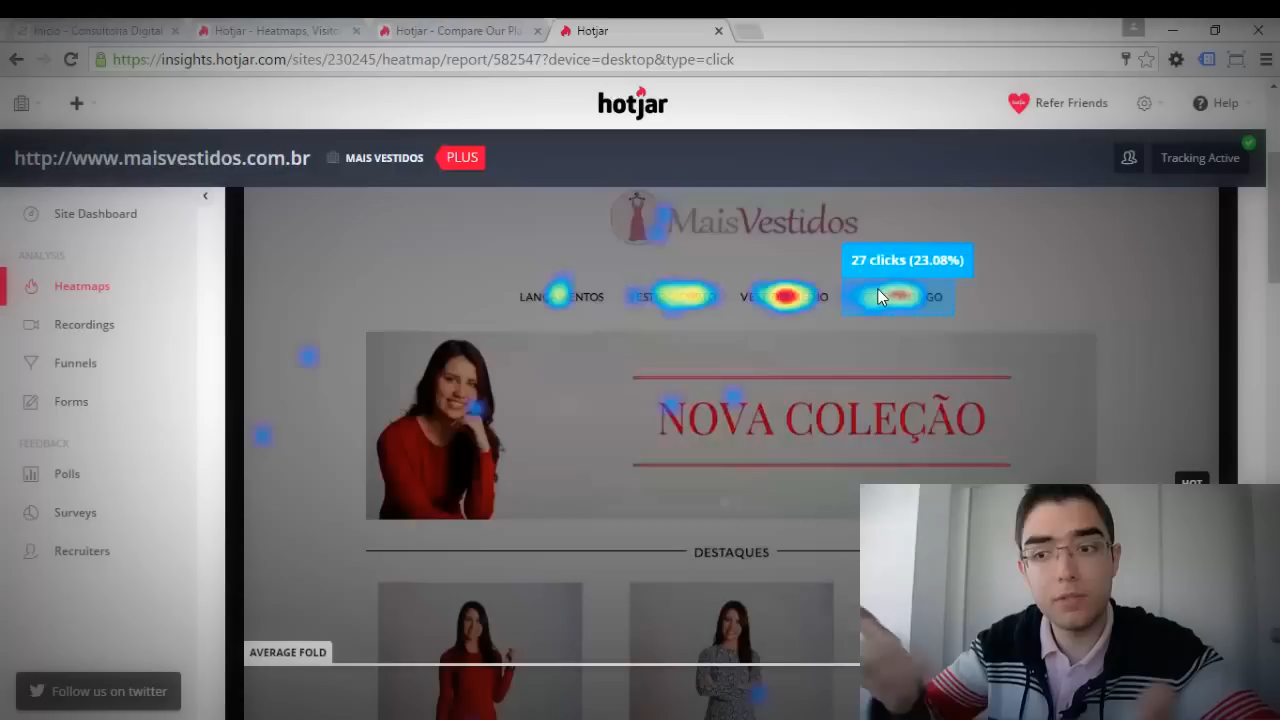 Início - Consultoria Digital
Hotjar - Heatmaps, Visito
Hotjar - Compare Our Pla
Hotjar
https://insights.hotjar.com/sites/230245/heatmap/report/582547?device=desktop&type=click
hotjar
Refer Friends
Help
http://www.maisvestidos.com.br
MAIS VESTIDOS
PLUS
Tracking Active
Site Dashboard
ANALYSIS
Heatmaps
Recordings
Funnels
Forms
FEEDBACK
Polls
Surveys
Recruiters
Follow us on twitter
MaisVestidos
27 clicks (23.08%)
NOVA COLEÇÃO
HOT
DESTAQUES
AVERAGE FOLD